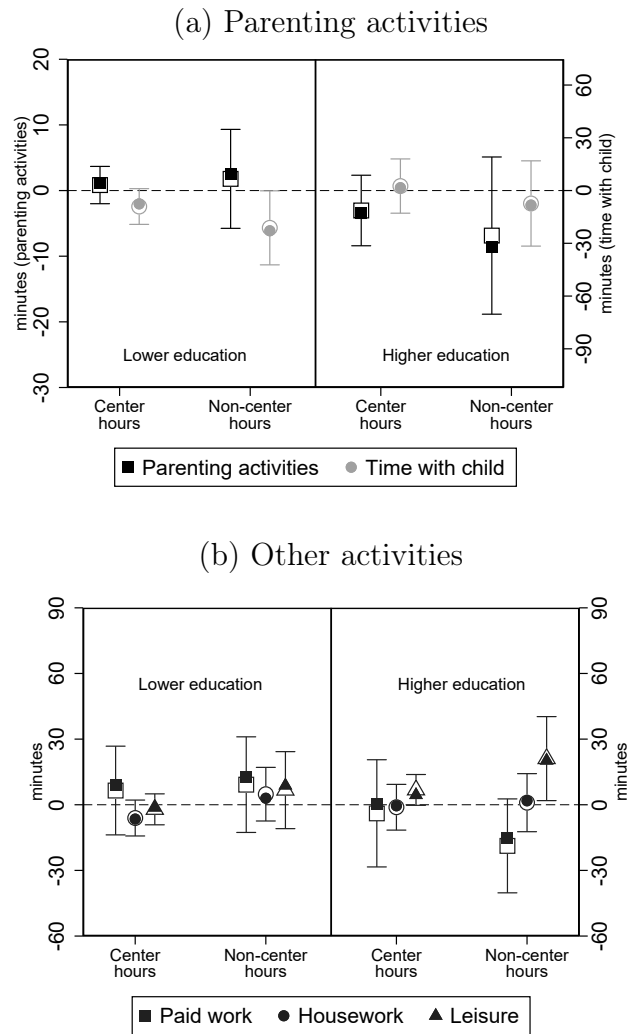 (a) Parenting activities
20
10
0
-10
-20
-30
minutes (parenting activities)
60
30
0
-30
-60
-90
minutes (time with child)
Lower education
Higher education
Center hours
Non-center hours
Center hours
Non-center hours
Parenting activities Time with child
(b) Other activities
90
60
30
0
-30
-60
minutes
90
60
30
0
-30
-60
minutes
Lower education
Higher education
Center hours
Non-center hours
Center hours
Non-center hours
Paid work Housework Leisure